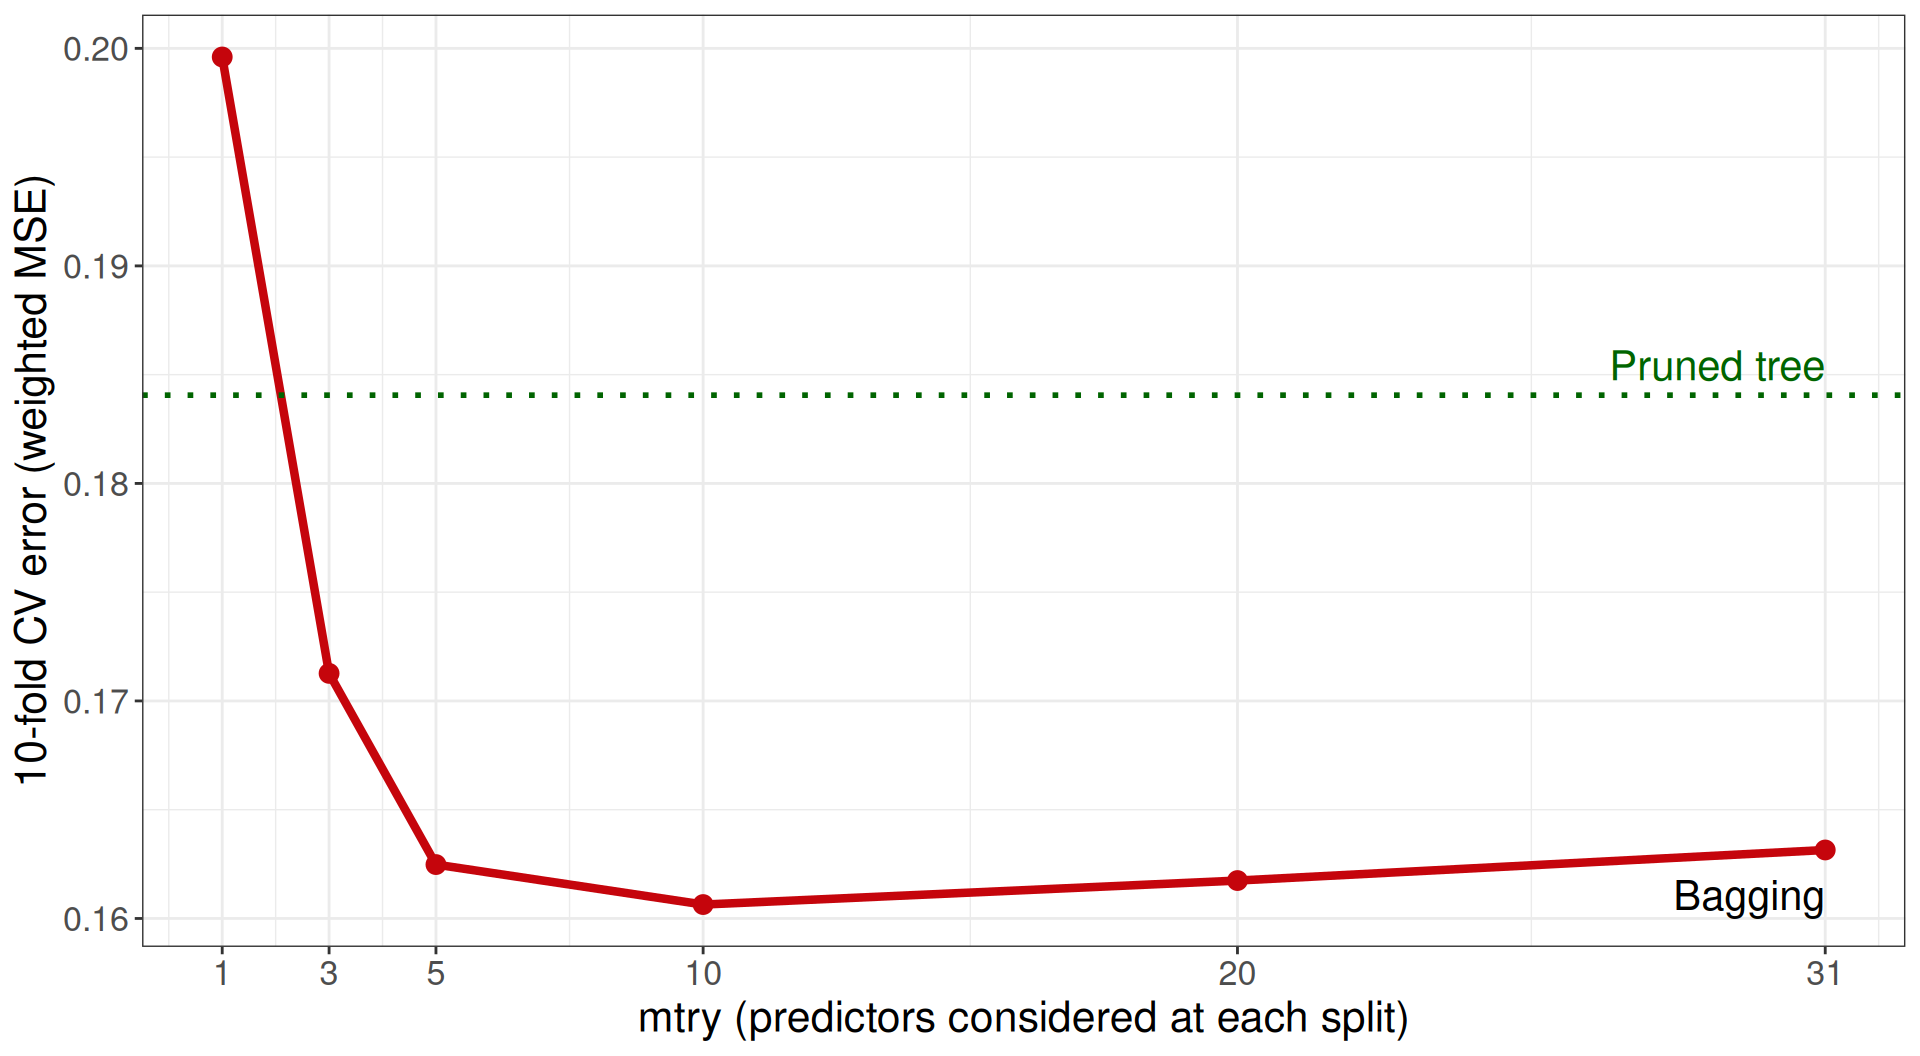 10-fold CV error (weighted MSE)
0.20
0.19
0.18
0.17
0.16
Pruned tree
Bagging
1 3 5 10 20 31
mtry (predictors considered at each split)